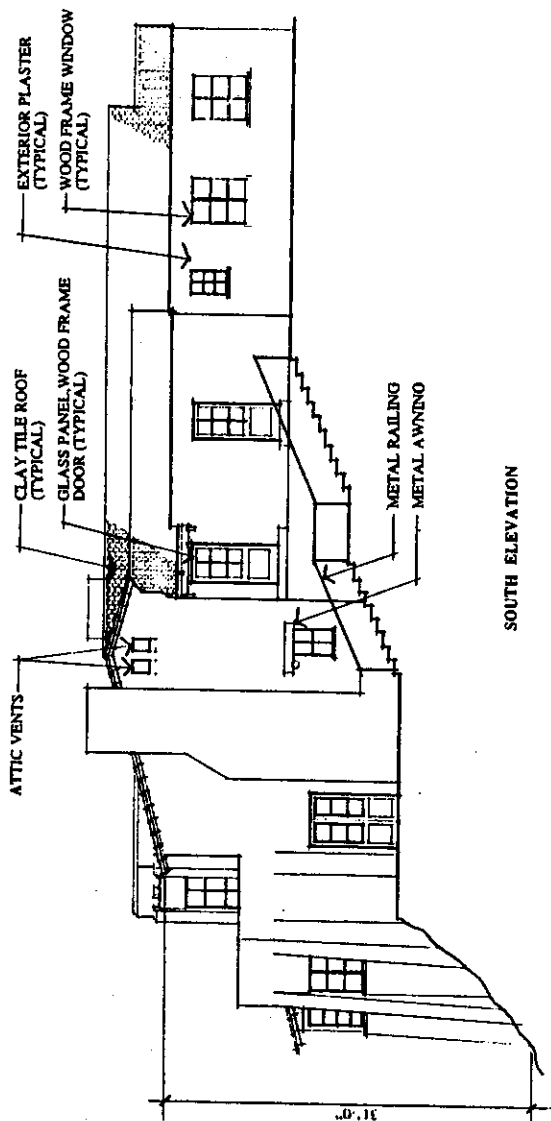 ATTIC VENTS
CLAY TILE ROOF
(TYPICAL)
GLASS PANEL,WOOD FRAME
DOOR (TYPICAL)
EXTERIOR PLASTER
(TYPICAL)
WOOD FRAME WINDOW
(TYPICAL)
METAL RAILING
METAL AWNINO
31'-0"
SOUTH ELEVATION